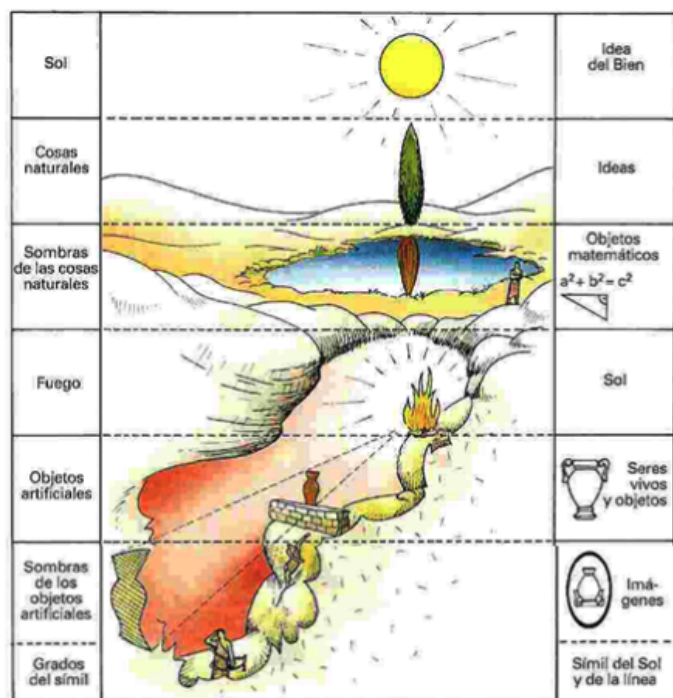 Sol
Idea
del Bien
Cosas
naturales
Ideas
Sombras
de las cosas
naturales
Objetos
matemáticos
a² + b² = c²
Fuego
Sol
Objetos
artificiales
Seres
vivos
y objetos
Sombras
de los
objetos
artificiales
Imá-
genes
Grados
del símil
Símil del Sol
y de la línea